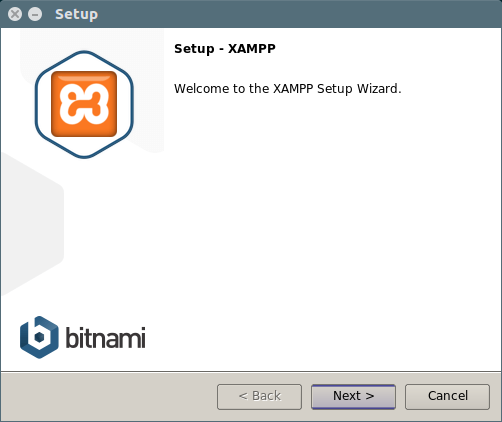 Setup
Setup - XAMPP
Welcome to the XAMPP Setup Wizard.
bitnami
< Back
Next >
Cancel